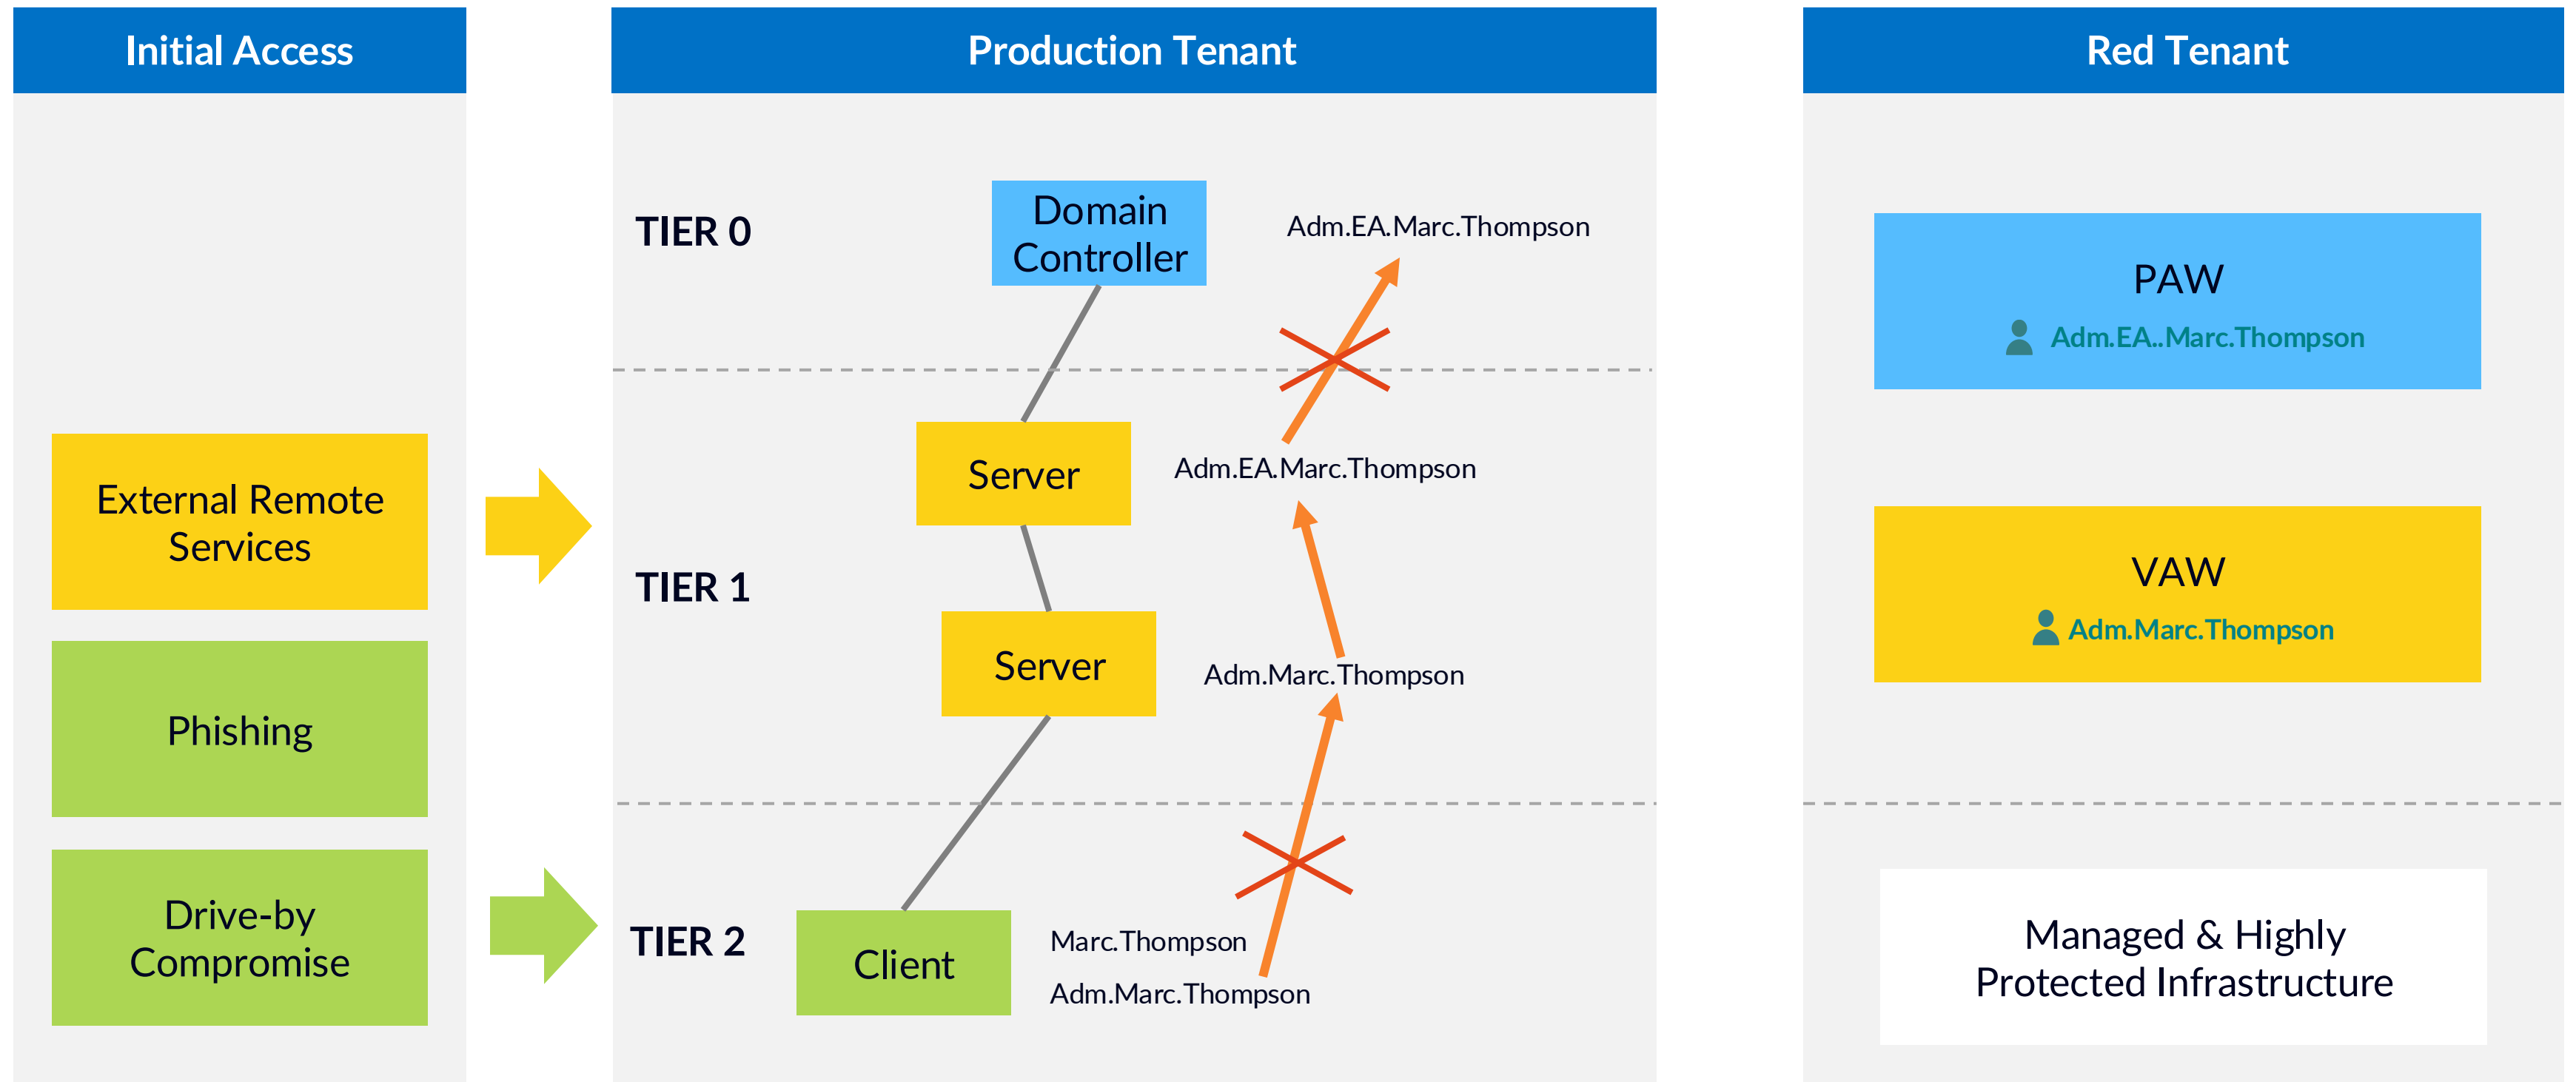 Initial Access
External Remote
Services
Phishing
Drive-by
Compromise
Production Tenant
TIER 0
Domain
Controller
Adm.EA.Marc.Thompson
TIER 1
Server
Adm.EA.Marc.Thompson
Server
Adm.Marc.Thompson
TIER 2
Client
Marc.Thompson
Adm.Marc.Thompson
Red Tenant
PAW
Adm.EA..Marc.Thompson
VAW
Adm.Marc.Thompson
Managed & Highly
Protected Infrastructure